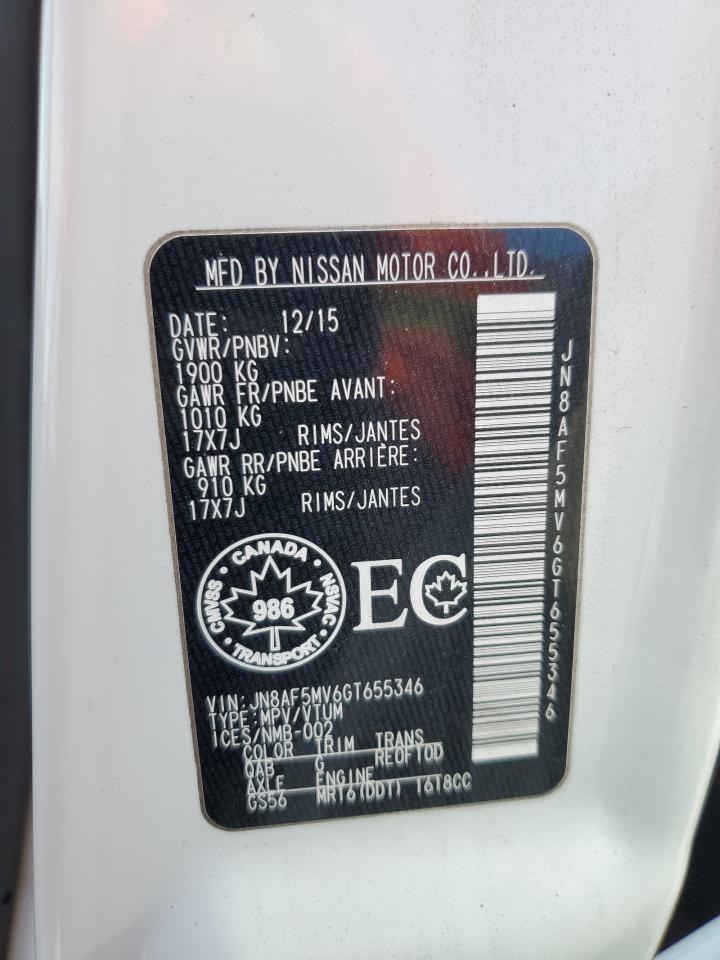 MFD BY NISSAN MOTOR CO.,LTD.
DATE: 12/15
GVWR/PNBV:
1900 KG
GAWR FR/PNBE AVANT:
1010 KG
17X7J RIMS/JANTES
GAWR RR/PNBE ARRIÈRE:
910 KG
17X7J RIMS/JANTES
CANADA
CMVSS 986 NSVAC
TRANSPORT
EC
VIN:JN8AF5MV6GT655346
TYPE:MPV/VTUM
ICES/NMB-002
COLOR TRIM TRANS
QAB G RE0F10D
AXLE ENGINE
GS56 MR16(DDT) 1618CC
JN8AF5MV6GT655346